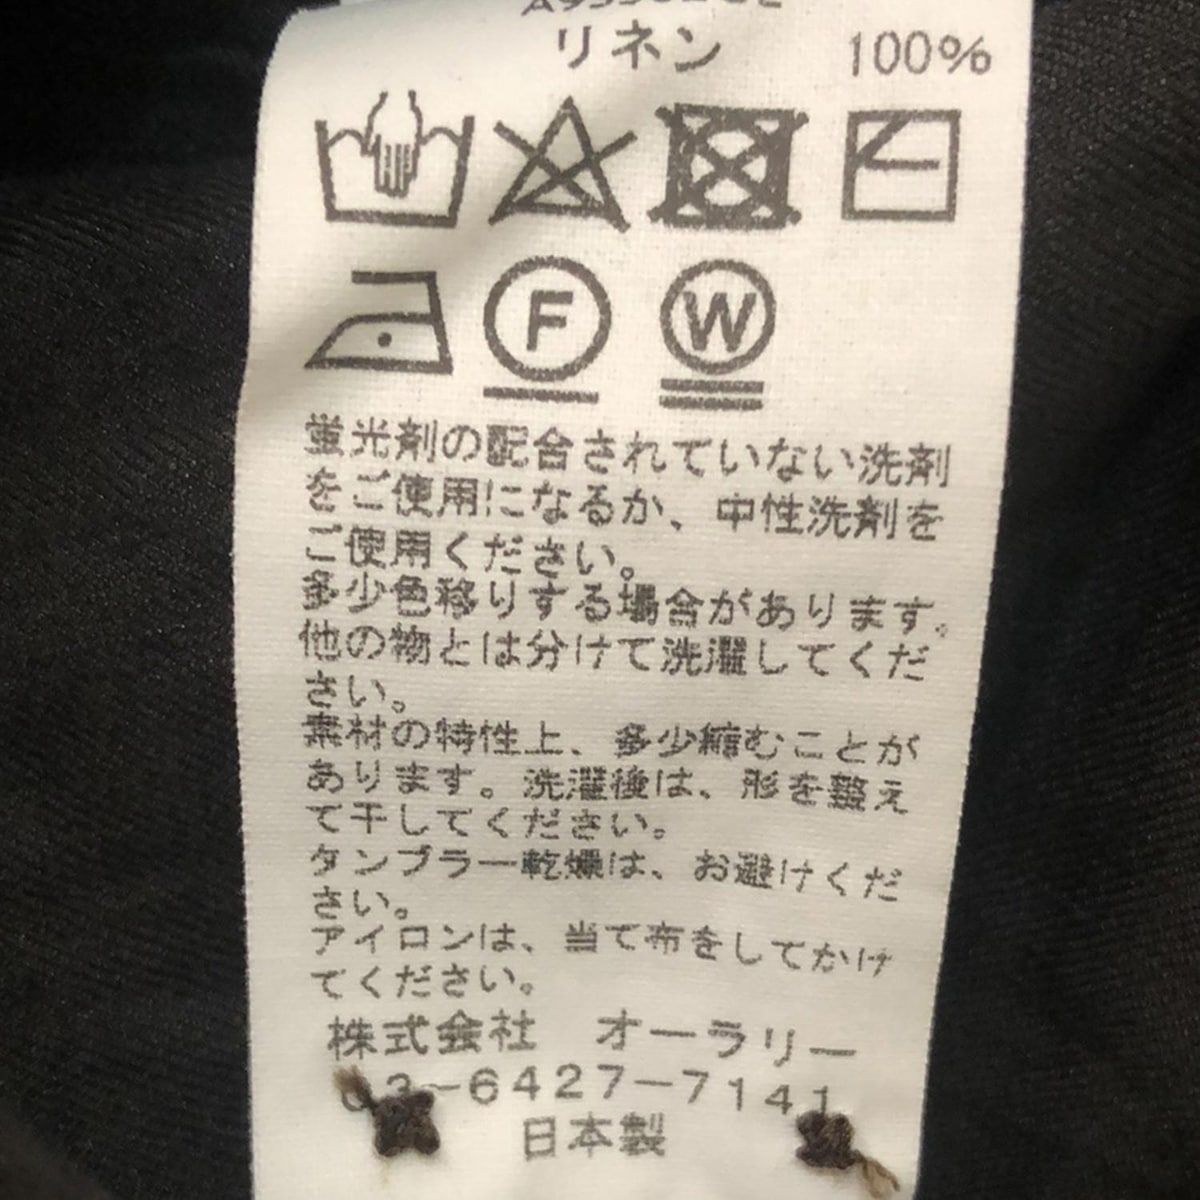 リネン 100%
F W
蛍光剤の配合されていない洗剤
をご使用になるか、中性洗剤を
ご使用ください。
多少色移りする場合があります。
他の物とは分けて洗濯してくだ
さい。
素材の特性上、多少縮むことが
あります。洗濯後は、形を整え
て干してください。
タンブラー乾燥は、お避けくだ
さい。
アイロンは、当て布をしてかけ
てください。
株式会社 オーラリー
03-6427-7141
日本製